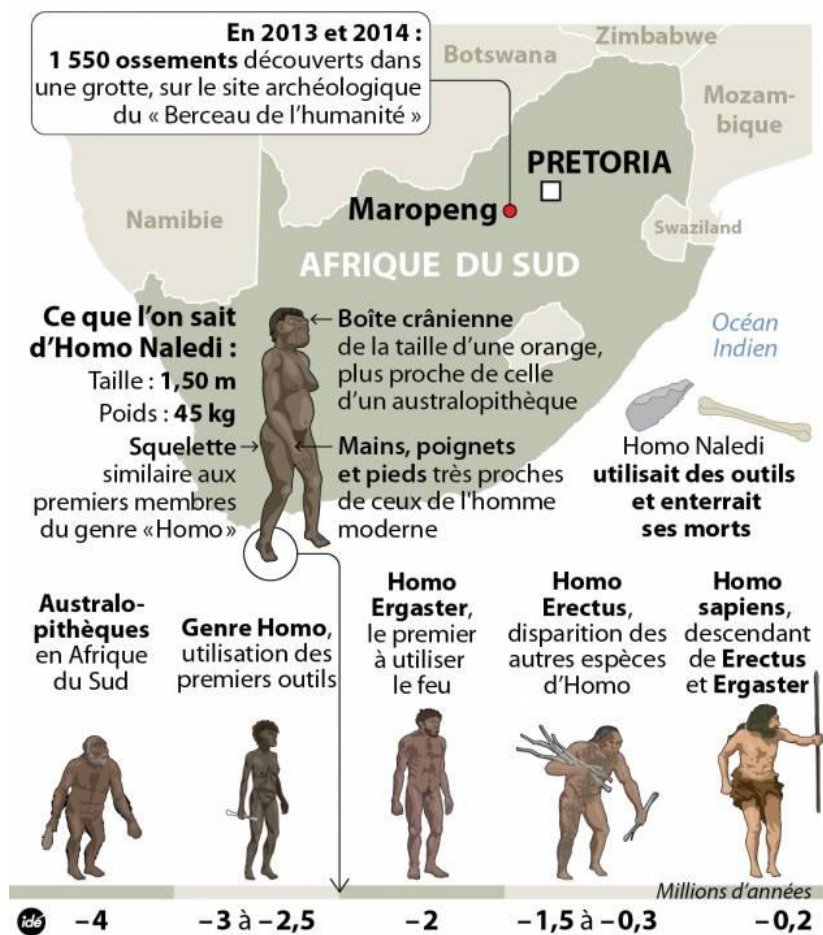 En 2013 et 2014 :
1 550 ossements découverts dans
une grotte, sur le site archéologique
du « Berceau de l'humanité »
Botswana
Zimbabwe
Mozam-
bique
PRETORIA
Maropeng
Namibie
Swaziland
AFRIQUE DU SUD
Océan
Indien
Ce que l'on sait
d'Homo Naledi :
Taille : 1,50 m
Poids : 45 kg
Squelette
similaire aux
premiers membres
du genre «Homo»
Boîte crânienne
de la taille d'une orange,
plus proche de celle
d'un australopithèque
Mains, poignets
et pieds très proches
de ceux de l'homme
moderne
Homo Naledi
utilisait des outils
et enterrait
ses morts
Australo-
pithèques
en Afrique
du Sud
Genre Homo,
utilisation des
premiers outils
Homo
Ergaster,
le premier
à utiliser
le feu
Homo
Erectus,
disparition des
autres espèces
d'Homo
Homo
sapiens,
descendant
de Erectus
et Ergaster
Millions d'années
idé
–4
–3 à –2,5
–2
–1,5 à –0,3
–0,2